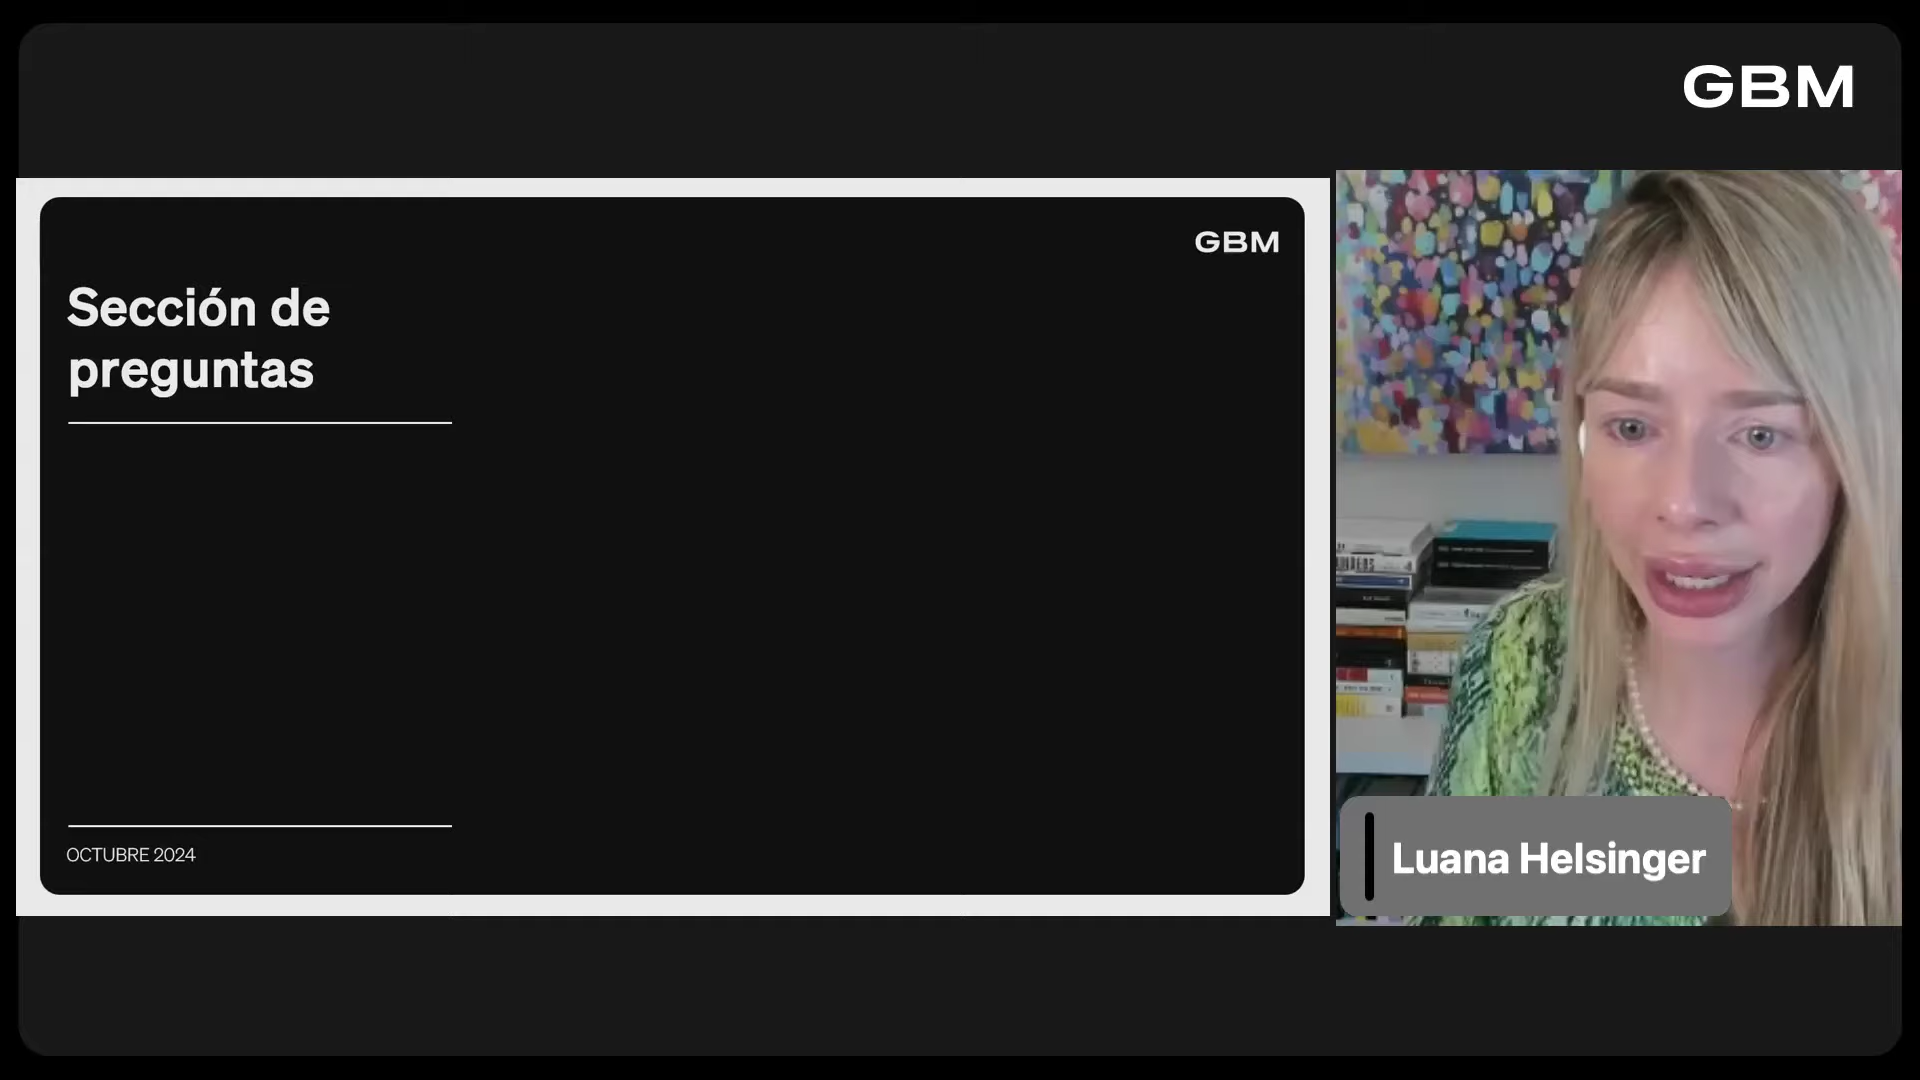 GBM
GBM
Sección de
preguntas
OCTUBRE 2024
Luana Helsinger